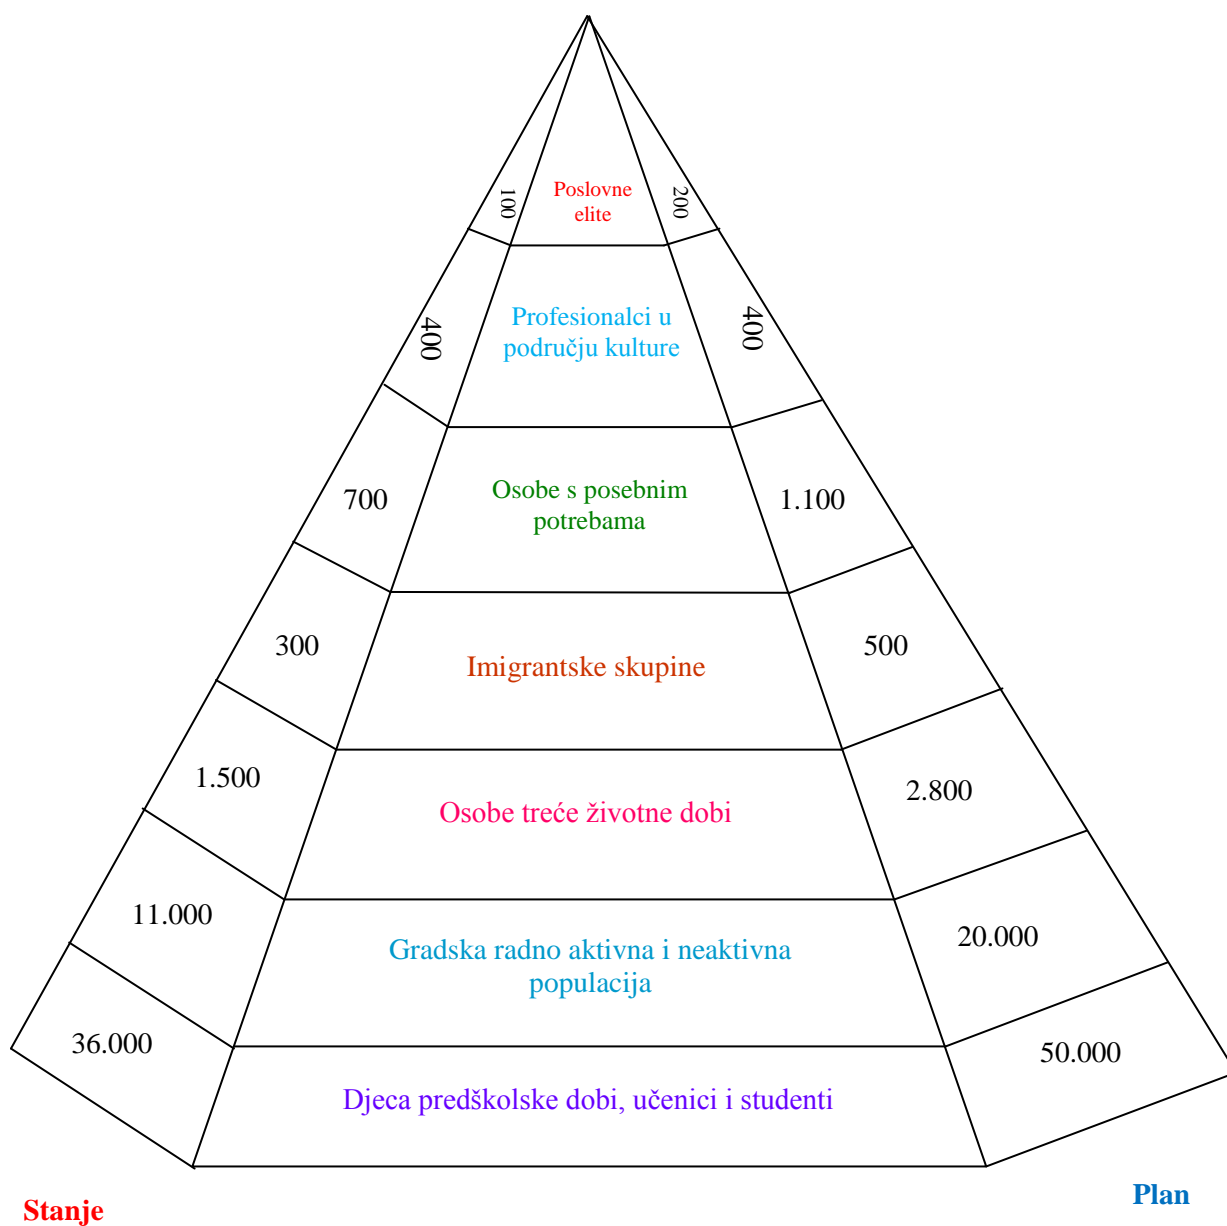 100
Poslovne
elite
200
400
Profesionalci u
području kulture
400
700
Osobe s posebnim
potrebama
1.100
300
Imigrantske skupine
500
1.500
Osobe treće životne dobi
2.800
11.000
Gradska radno aktivna i neaktivna
populacija
20.000
36.000
Djeca predškolske dobi, učenici i studenti
50.000
Stanje
Plan